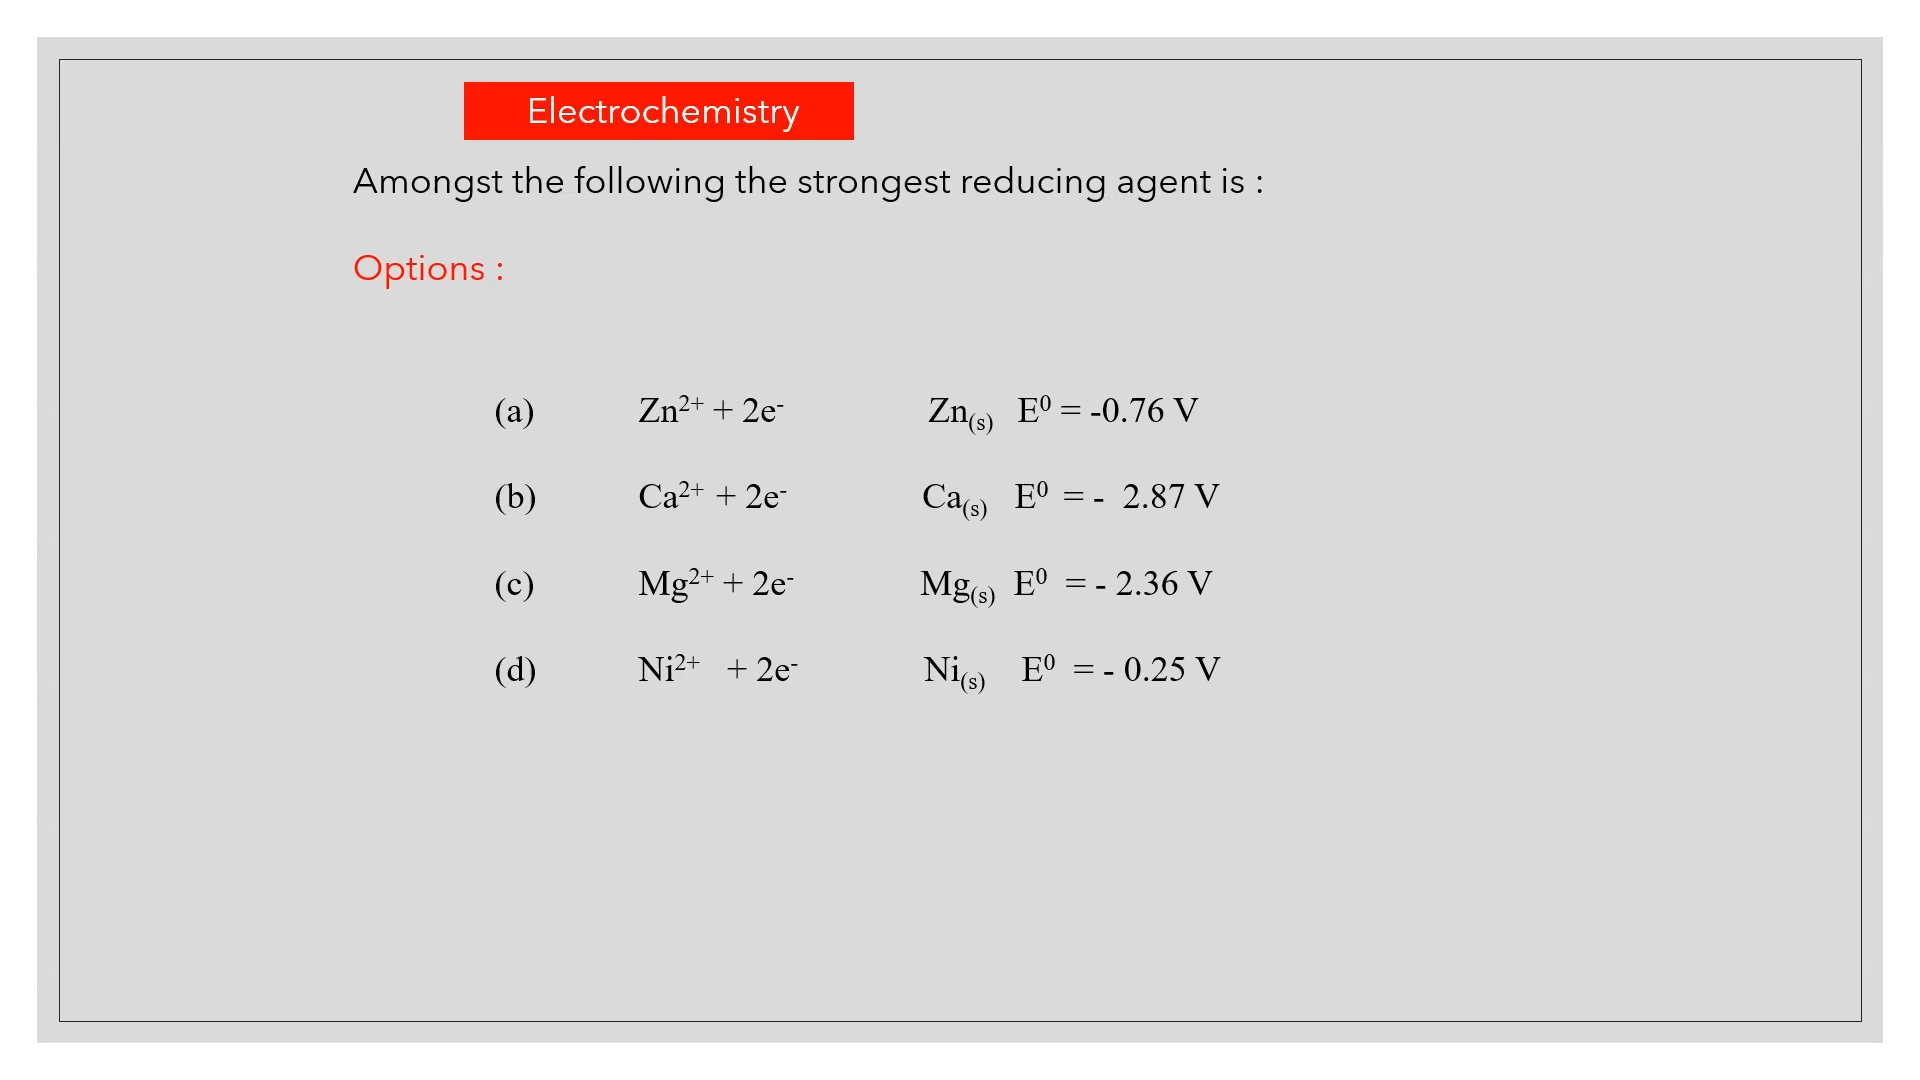 Electrochemistry
Amongst the following the strongest reducing agent is :
Options :
(a) Zn²⁺ + 2e⁻ Zn₍s₎ E⁰ = -0.76 V
(b) Ca²⁺ + 2e⁻ Ca₍s₎ E⁰ = - 2.87 V
(c) Mg²⁺ + 2e⁻ Mg₍s₎ E⁰ = - 2.36 V
(d) Ni²⁺ + 2e⁻ Ni₍s₎ E⁰ = - 0.25 V